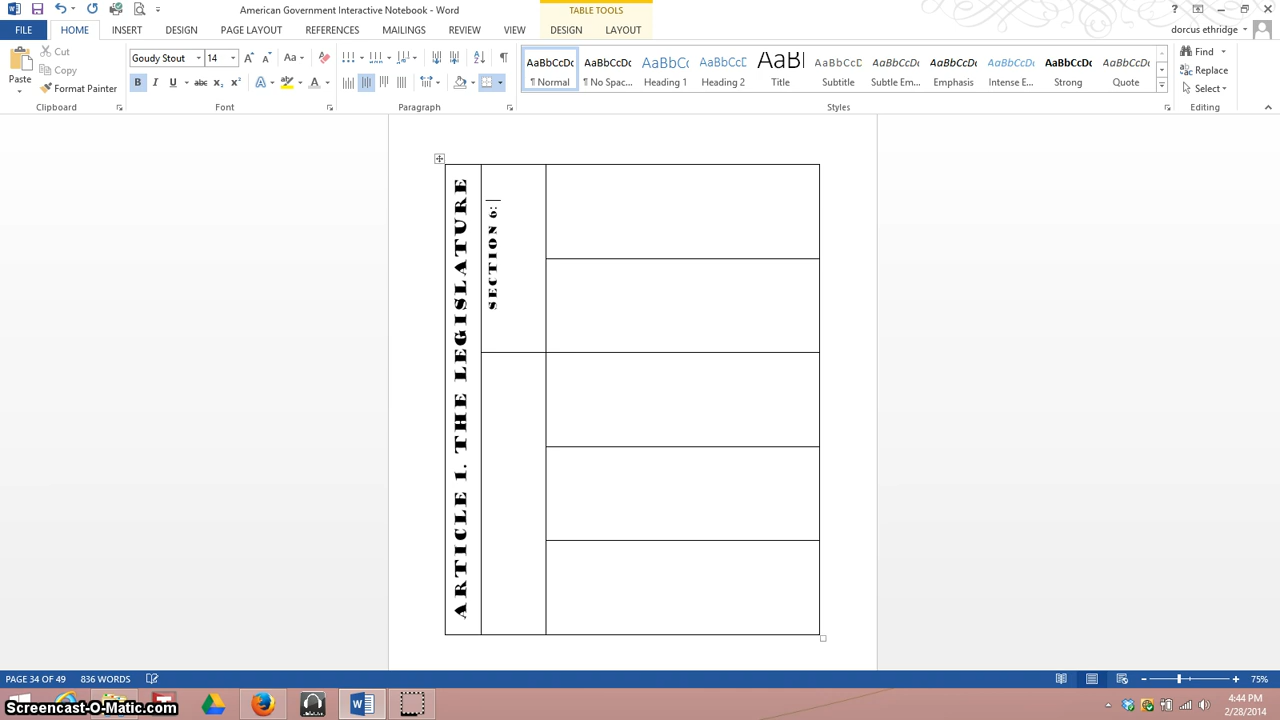 American Government Interactive Notebook - Word
TABLE TOOLS
dorcus ethridge
FILE HOME INSERT DESIGN PAGE LAYOUT REFERENCES MAILINGS REVIEW VIEW DESIGN LAYOUT
Paste
Cut
Copy
Format Painter
Clipboard
Goudy Stout 14
Font
Paragraph
AaBbCcDc AaBbCcDc AaBbCc AaBbCcC AaBl AaBbCcC AaBbCcDc AaBbCcDc AaBbCcDc AaBbCcDc AaBbCcDc
¶ Normal ¶ No Spac... Heading 1 Heading 2 Title Subtitle Subtle Em... Emphasis Intense E... Strong Quote
Styles
Find
Replace
Select
Editing
ARTICLE 1. THE LEGISLATURE
SECTION 6:
PAGE 34 OF 49 836 WORDS
75%
Screencast-O-Matic.com
4:44 PM
2/28/2014